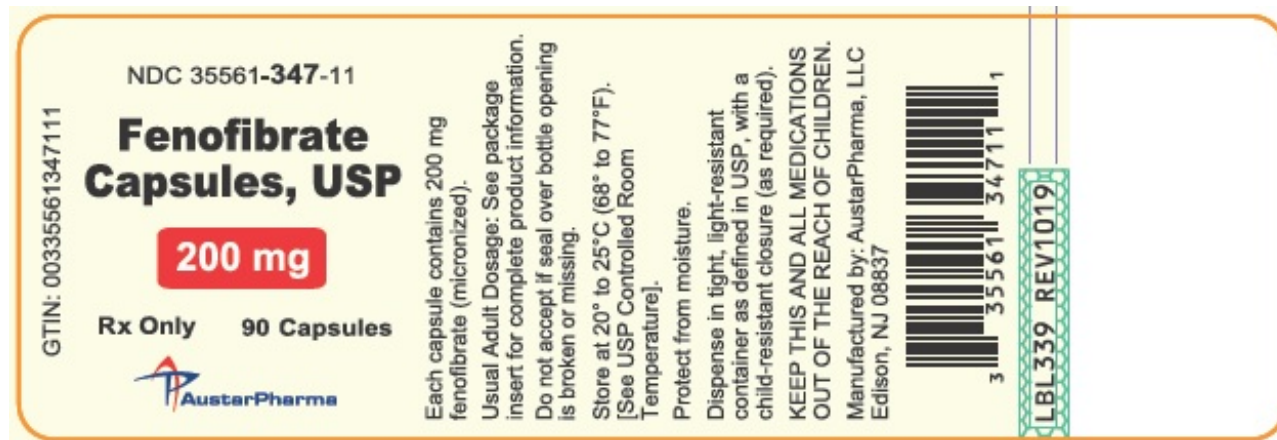 GTIN: 00335561347111
NDC 35561-347-11
Fenofibrate
Capsules, USP
200 mg
Rx Only 90 Capsules
AustarPharma
Each capsule contains 200 mg
fenofibrate (micronized).
Usual Adult Dosage: See package
insert for complete product information.
Do not accept if seal over bottle opening
is broken or missing.
Store at 20° to 25°C (68° to 77°F).
[See USP Controlled Room
Temperature].
Protect from moisture.
Dispense in tight, light-resistant
container as defined in USP, with a
child-resistant closure (as required).
KEEP THIS AND ALL MEDICATIONS
OUT OF THE REACH OF CHILDREN.
Manufactured by: AustarPharma, LLC
Edison, NJ 08837
3 35561 34711 1
LBL339 REV1019